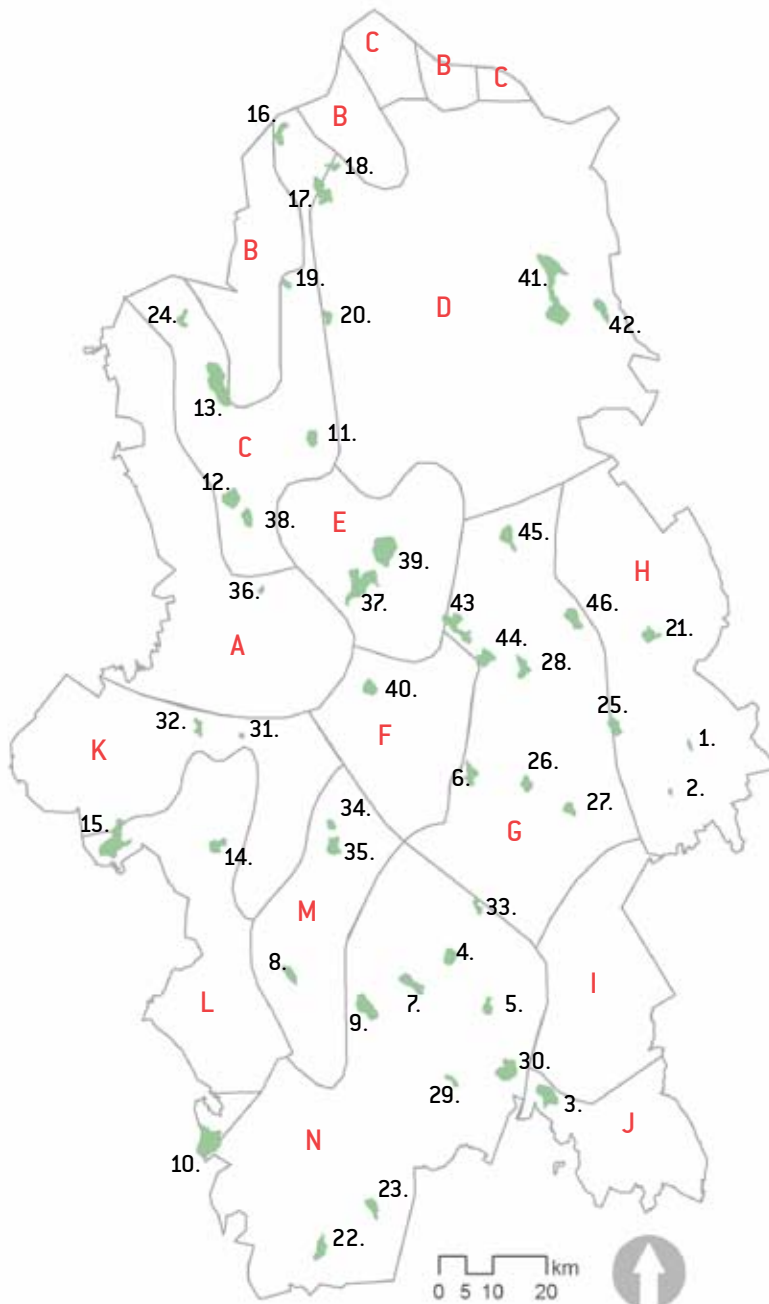 C
B
C
16.
B
18.
17.
B
19.
41.
24.
20.
D
42.
13.
11.
C
12.
38.
E
45.
39.
H
36.
37.
43
46.
21.
A
44.
28.
40.
25.
32.
31.
1.
K
F
6.
26.
2.
27.
34.
15.
14.
35.
G
33.
M
4.
8.
7.
I
L
9.
5.
30.
29.
3.
J
N
10.
23.
22.
km
0 5 10 20